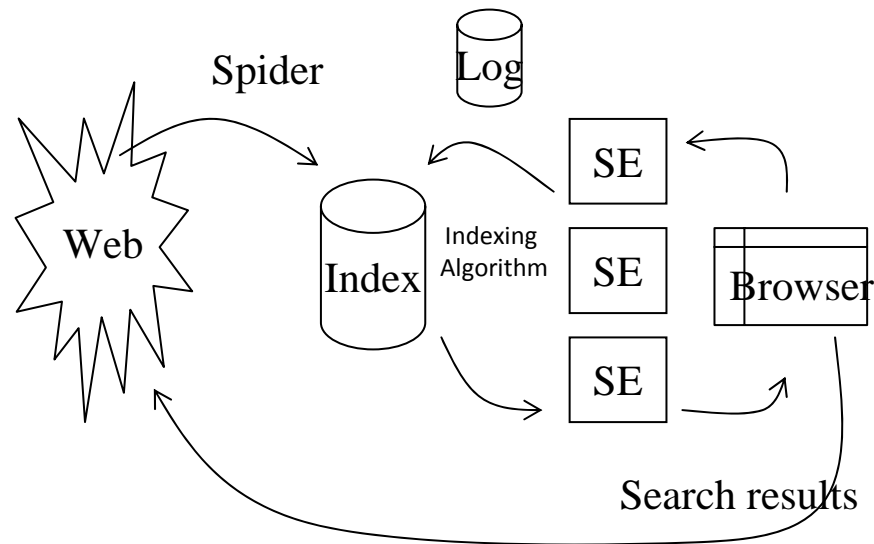 Log
Spider
SE
Web
Indexing
Algorithm
Index
SE
Browser
SE
Search results